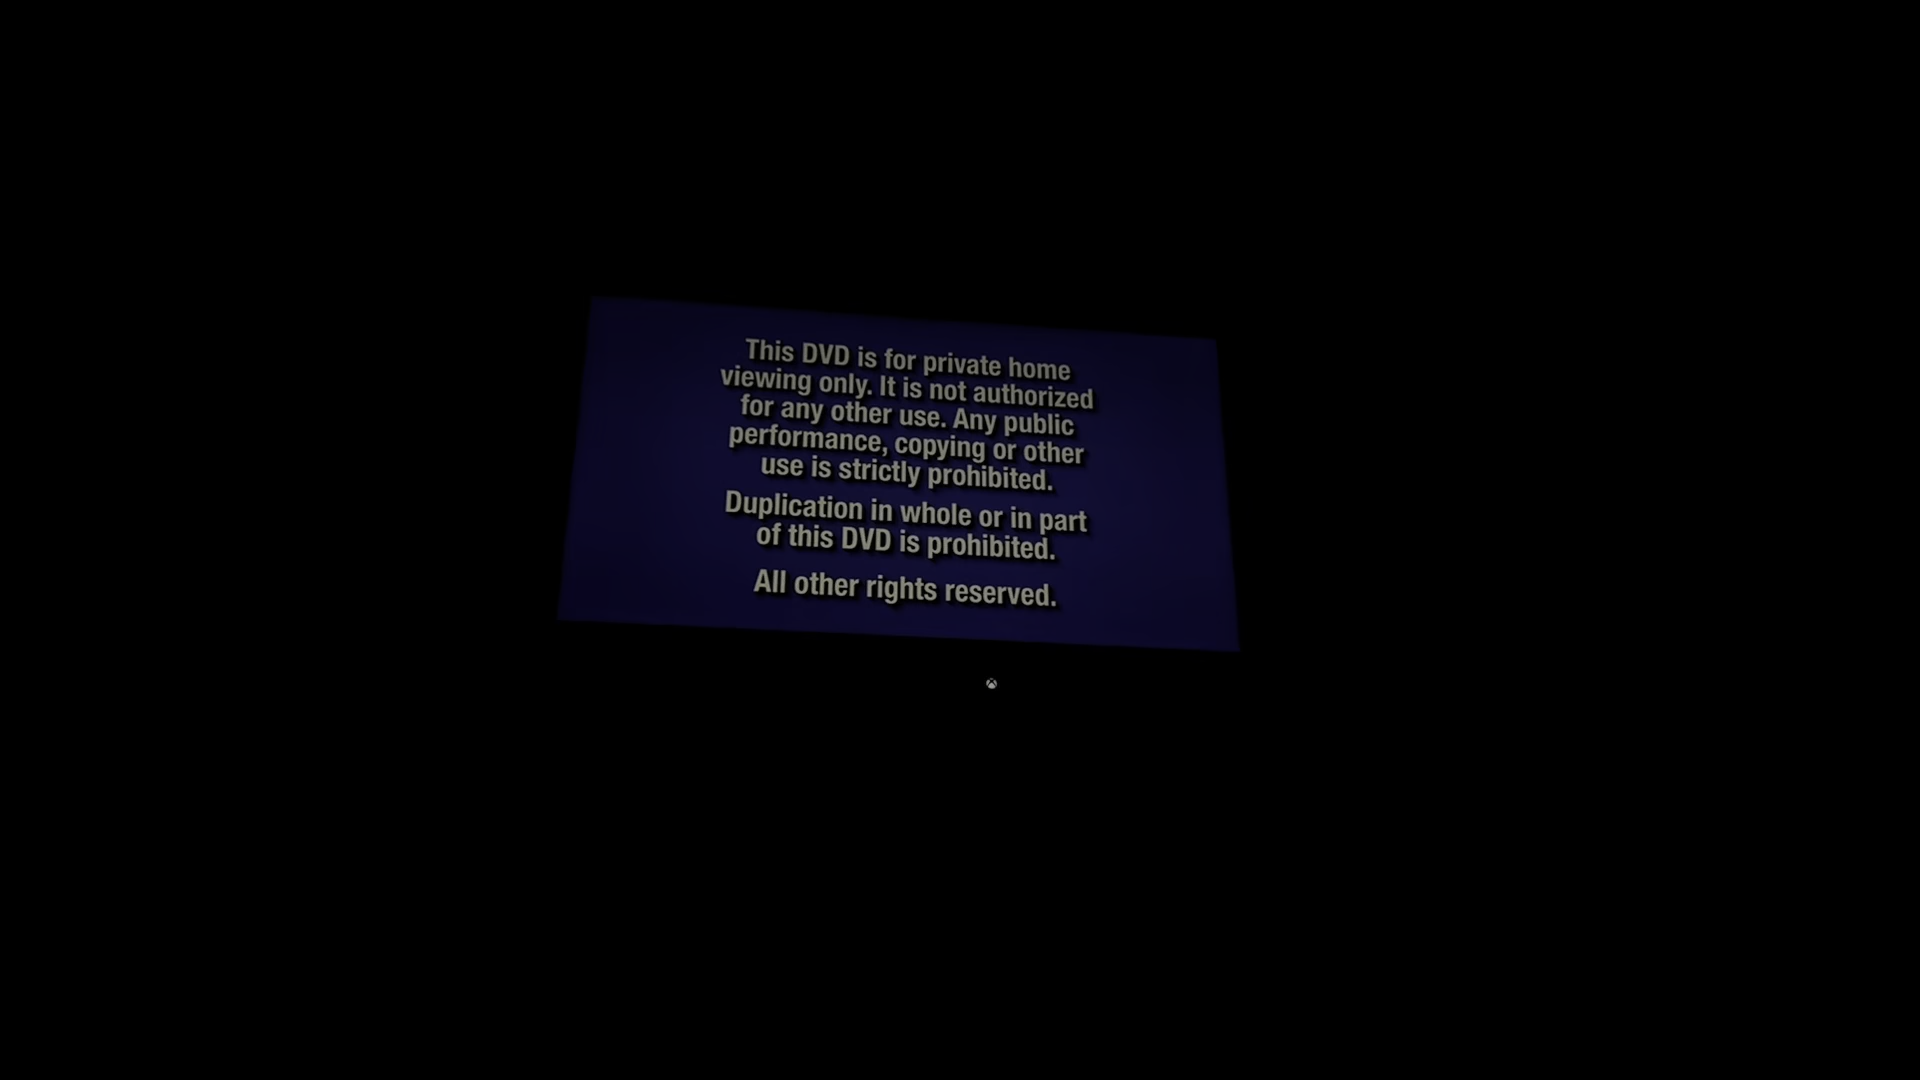 This DVD is for private home
viewing only. It is not authorized
for any other use. Any public
performance, copying or other
use is strictly prohibited.
Duplication in whole or in part
of this DVD is prohibited.
All other rights reserved.